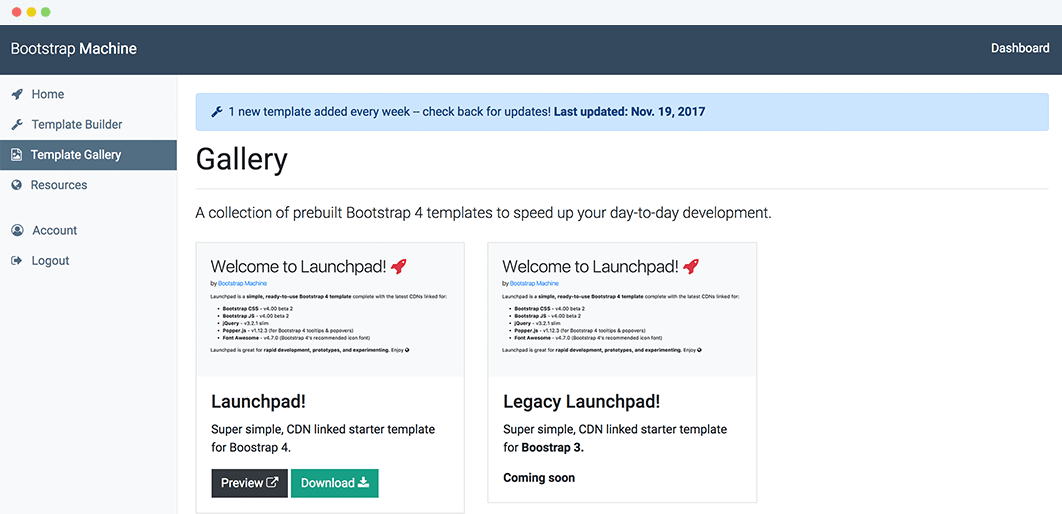 Bootstrap Machine
Dashboard
Home
Template Builder
Template Gallery
Resources
Account
Logout
1 new template added every week – check back for updates! Last updated: Nov. 19, 2017
Gallery
A collection of prebuilt Bootstrap 4 templates to speed up your day-to-day development.
Welcome to Launchpad!
by Bootstrap Machine
Launchpad is a simple, ready-to-use Bootstrap 4 template complete with the latest CDNs linked for:
• Bootstrap CSS - v4.00 beta 2
• Bootstrap JS - v4.00 beta 2
• jQuery - v3.2.1 slim
• Popper.js - v1.12.3 (for Bootstrap 4 tooltips & popovers)
• Font Awesome - v4.7.0 (Bootstrap 4's recommended icon font)
Launchpad is great for rapid development, prototypes, and experimenting. Enjoy
Launchpad!
Super simple, CDN linked starter template
for Boostrap 4.
Preview
Download
Welcome to Launchpad!
by Bootstrap Machine
Launchpad is a simple, ready-to-use Bootstrap 4 template complete with the latest CDNs linked for:
• Bootstrap CSS - v4.00 beta 2
• Bootstrap JS - v4.00 beta 2
• jQuery - v3.2.1 slim
• Popper.js - v1.12.3 (for Bootstrap 4 tooltips & popovers)
• Font Awesome - v4.7.0 (Bootstrap 4's recommended icon font)
Launchpad is great for rapid development, prototypes, and experimenting. Enjoy
Legacy Launchpad!
Super simple, CDN linked starter template
for Boostrap 3.
Coming soon